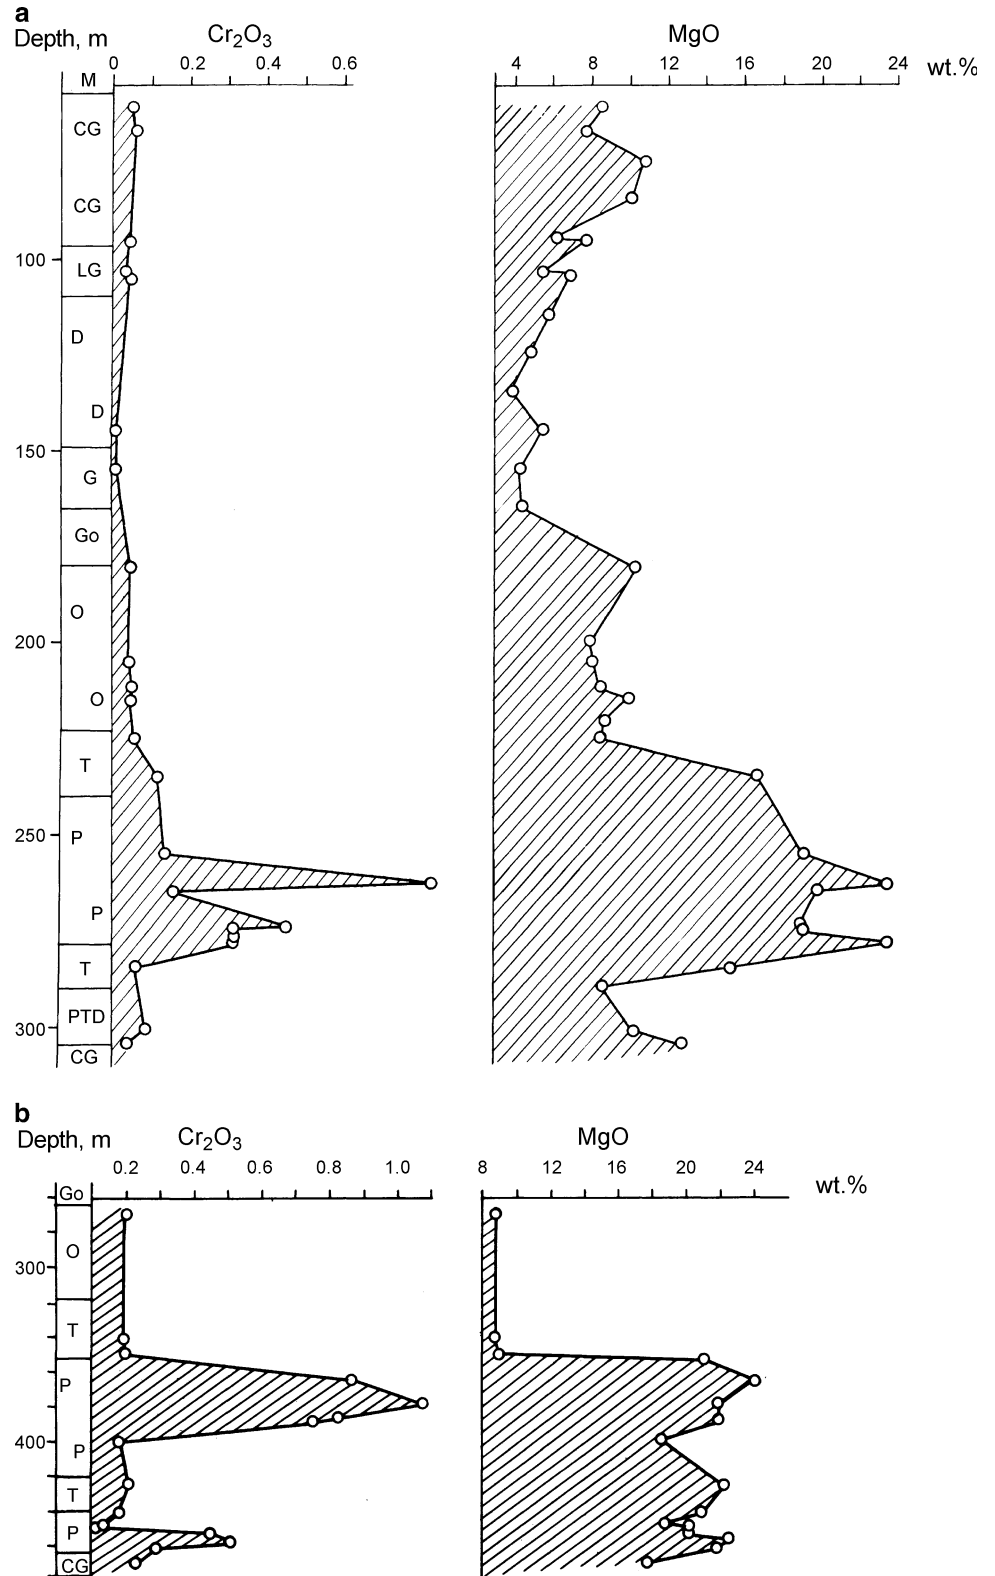 a
Depth, m Cr2O3 MgO
M 0 0.2 0.4 0.6 4 8 12 16 20 24 wt.%
CG
CG
100 LG
D
D
150
G
Go
O
200
O
T
250 P
P
T
PTD
300
CG
b
Depth, m Cr2O3 MgO
0.2 0.4 0.6 0.8 1.0 8 12 16 20 24
Go wt.%
O
300
T
P
400 P
T
P
CG